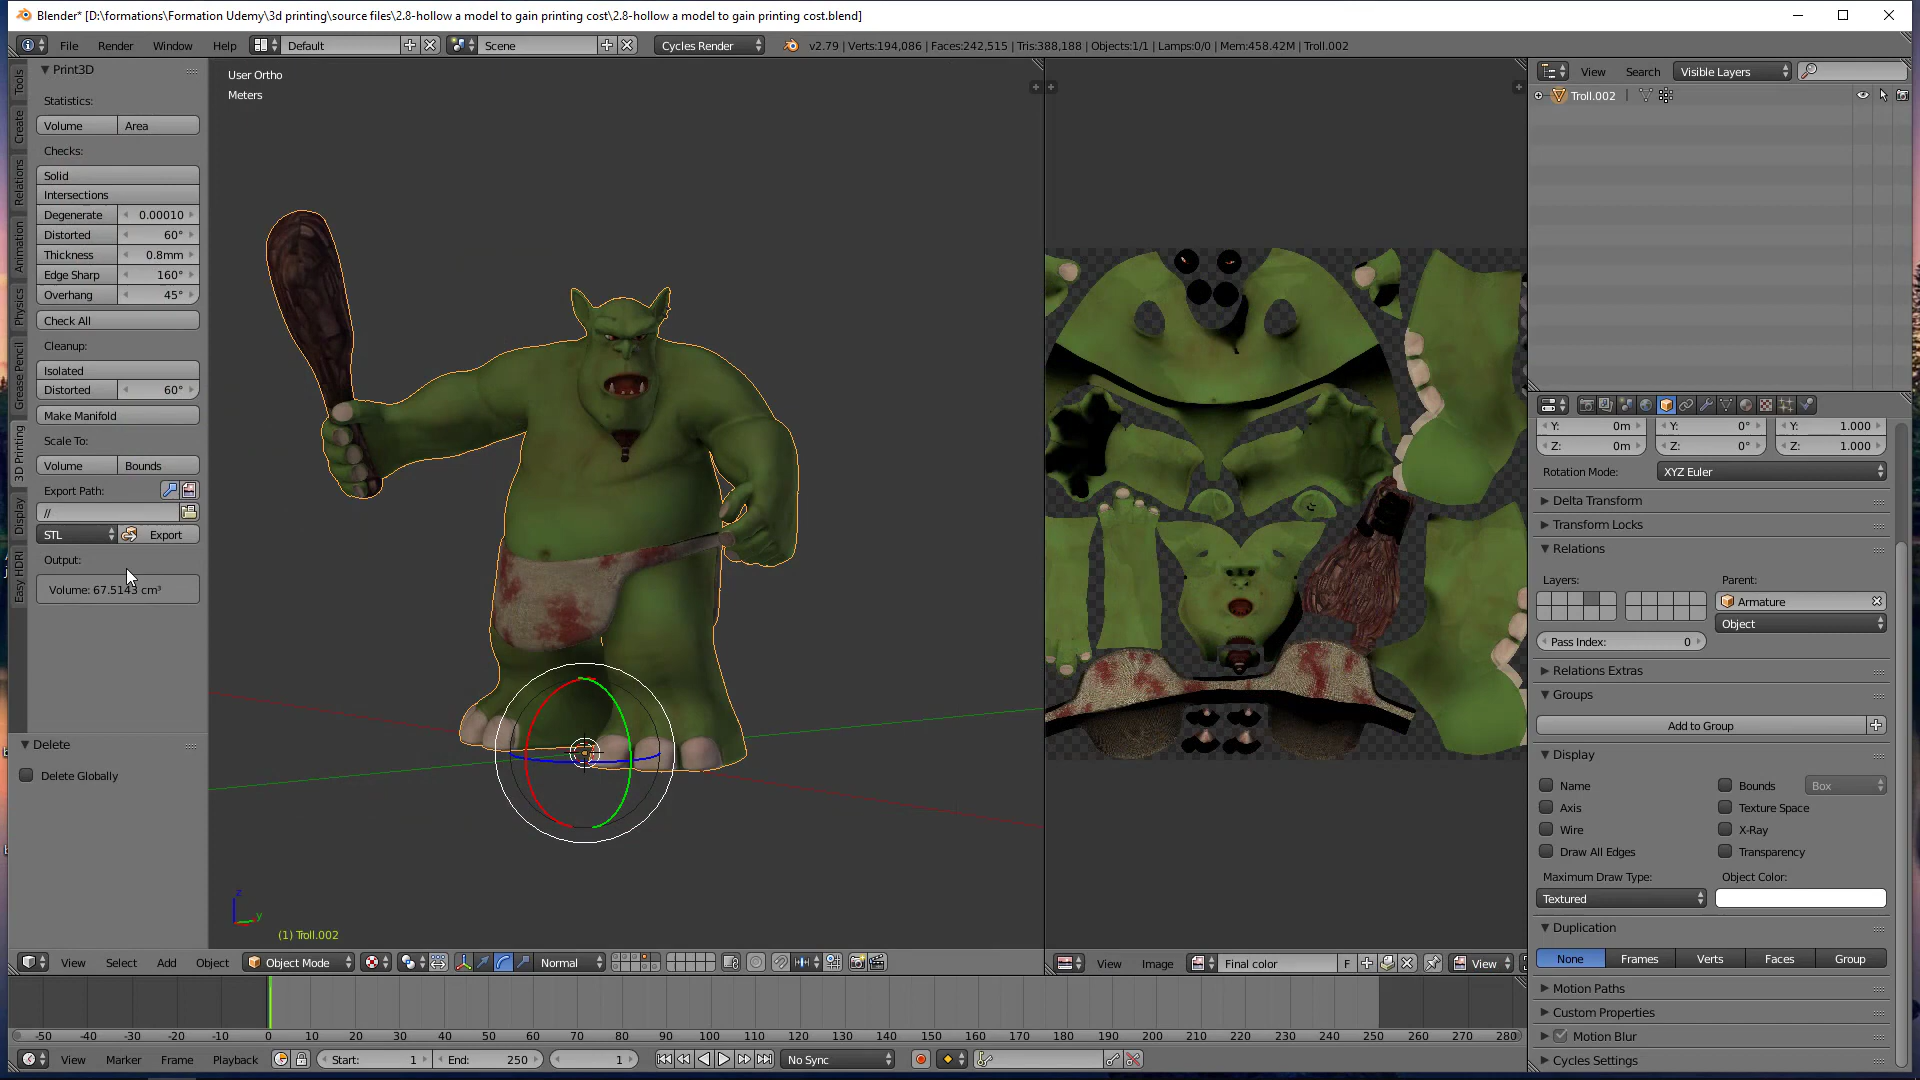 Blender* [D:\formations\Formation Udemy\3d printing\source files\2.8-hollow a model to gain printing cost\2.8-hollow a model to gain printing cost.blend]
File Render Window Help Default Scene Cycles Render v2.79 | Verts:194,086 | Faces:242,515 | Tris:388,188 | Objects:1/1 | Lamps:0/0 | Mem:458.42M | Troll.002
Tools
Create
Relations
Animation
Physics
Grease Pencil
3D Printing
Display
Easy HDRI
Print3D
Statistics:
Volume Area
Checks:
Solid
Intersections
Degenerate 0.00010
Distorted 60°
Thickness 0.8mm
Edge Sharp 160°
Overhang 45°
Check All
Cleanup:
Isolated
Distorted 60°
Make Manifold
Scale To:
Volume Bounds
Export Path:
//
STL Export
Output:
Volume: 67.5143 cm³
Delete
Delete Globally
User Ortho
Meters
z
y
(1) Troll.002
View Select Add Object Object Mode Normal
View Image Final color F View
View Search Visible Layers
Troll.002
Y: 0m Y: 0° Y: 1.000
Z: 0m Z: 0° Z: 1.000
Rotation Mode: XYZ Euler
Delta Transform
Transform Locks
Relations
Layers: Parent:
Armature
Object
Pass Index: 0
Relations Extras
Groups
Add to Group
Display
Name Bounds Box
Axis Texture Space
Wire X-Ray
Draw All Edges Transparency
Maximum Draw Type: Object Color:
Textured
Duplication
None Frames Verts Faces Group
Motion Paths
Custom Properties
Motion Blur
Cycles Settings
-50 -40 -30 -20 -10 0 10 20 30 40 50 60 70 80 90 100 110 120 130 140 150 160 170 180 190 200 210 220 230 240 250 260 270 280
View Marker Frame Playback Start: 1 End: 250 1 No Sync